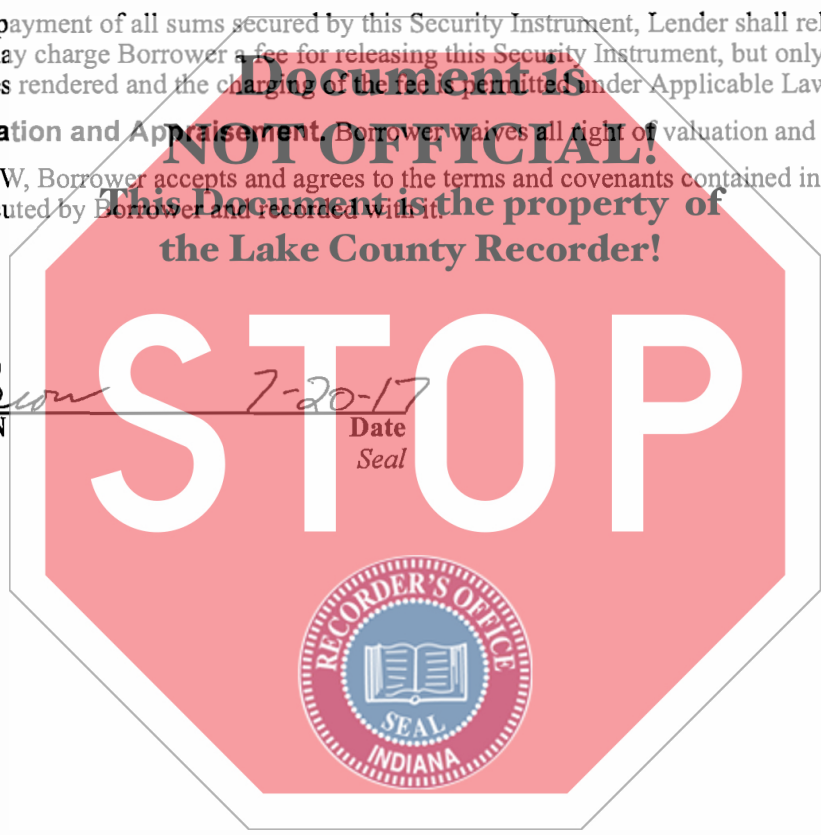 payment of all sums secured by this Security Instrument, Lender shall rel
ay charge Borrower a fee for releasing this Security Instrument, but only
s rendered and the charging of the fee is permitted under Applicable Law
Document is
ation and Appraisement. Borrower waives all right of valuation and
NOT OFFICIAL!
W, Borrower accepts and agrees to the terms and covenants contained in
uted by Borrower and recorded with it.
This Document is the property of
the Lake County Recorder!
STOP
7-20-17
Date
Seal
RECORDER'S OFFICE
SEAL
INDIANA